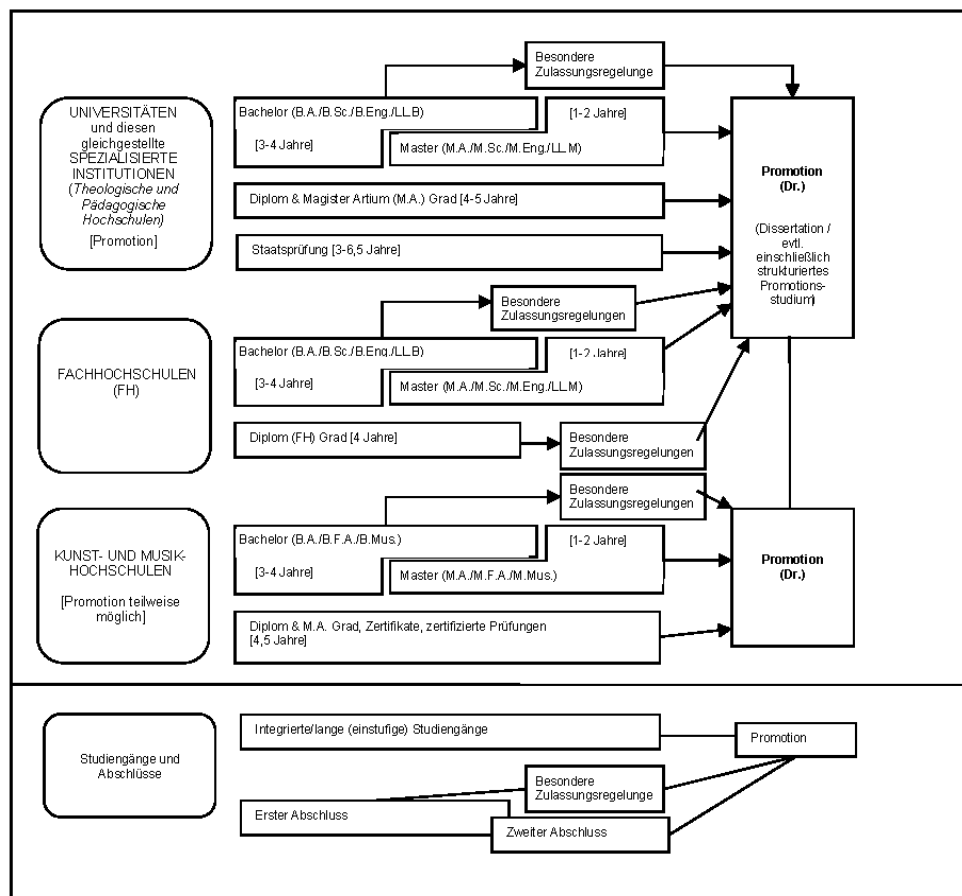 Besondere
Zulassungsregelunge
UNIVERSITÄTEN
und diesen
gleichgestellte
SPEZIALISIERTE
INSTITUTIONEN
(Theologische und
Pädagogische
Hochschulen)
[Promotion]
Bachelor (B.A./B.Sc./B.Eng./LL.B)
[3-4 Jahre]
[1-2 Jahre]
Master (M.A./M.Sc./M.Eng./LL.M)
Diplom & Magister Artium (M.A.) Grad [4-5 Jahre]
Staatsprüfung [3-6,5 Jahre]
Promotion
(Dr.)
(Dissertation /
evtl.
einschließlich
strukturiertes
Promotions-
studium)
FACHHOCHSCHULEN
(FH)
Besondere
Zulassungsregelungen
Bachelor (B.A./B.Sc./B.Eng./LL.B)
[3-4 Jahre]
[1-2 Jahre]
Master (M.A./M.Sc./M.Eng./LL.M)
Diplom (FH) Grad [4 Jahre]
Besondere
Zulassungsregelungen
KUNST- UND MUSIK-
HOCHSCHULEN
[Promotion teilweise
möglich]
Besondere
Zulassungsregelungen
Bachelor (B.A./B.F.A./B.Mus.)
[3-4 Jahre]
[1-2 Jahre]
Master (M.A./M.F.A./M.Mus.)
Diplom & M.A. Grad, Zertifikate, zertifizierte Prüfungen
[4,5 Jahre]
Promotion
(Dr.)
Studiengänge und
Abschlüsse
Integrierte/lange (einstufige) Studiengänge
Promotion
Besondere
Zulassungsregelunge
Erster Abschluss
Zweiter Abschluss